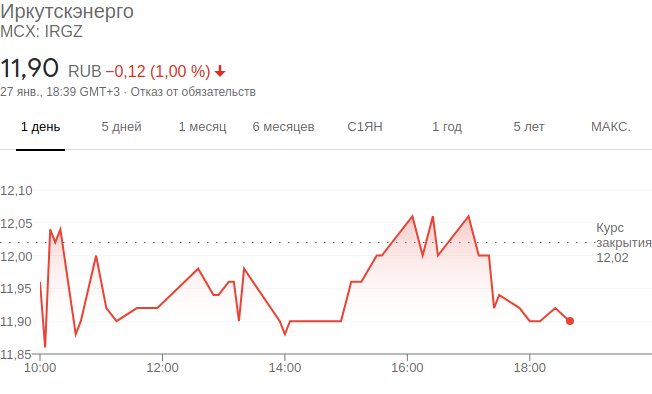 Иркутскэнерго
MCX: IRGZ
11,90 RUB −0,12 (1,00 %)
27 янв., 18:39 GMT+3 · Отказ от обязательств
1 день 5 дней 1 месяц 6 месяцев С1ЯН 1 год 5 лет МАКС.
12,10
12,05
12,00
11,95
11,90
11,85
Курс
закрытия
12,02
10:00 12:00 14:00 16:00 18:00